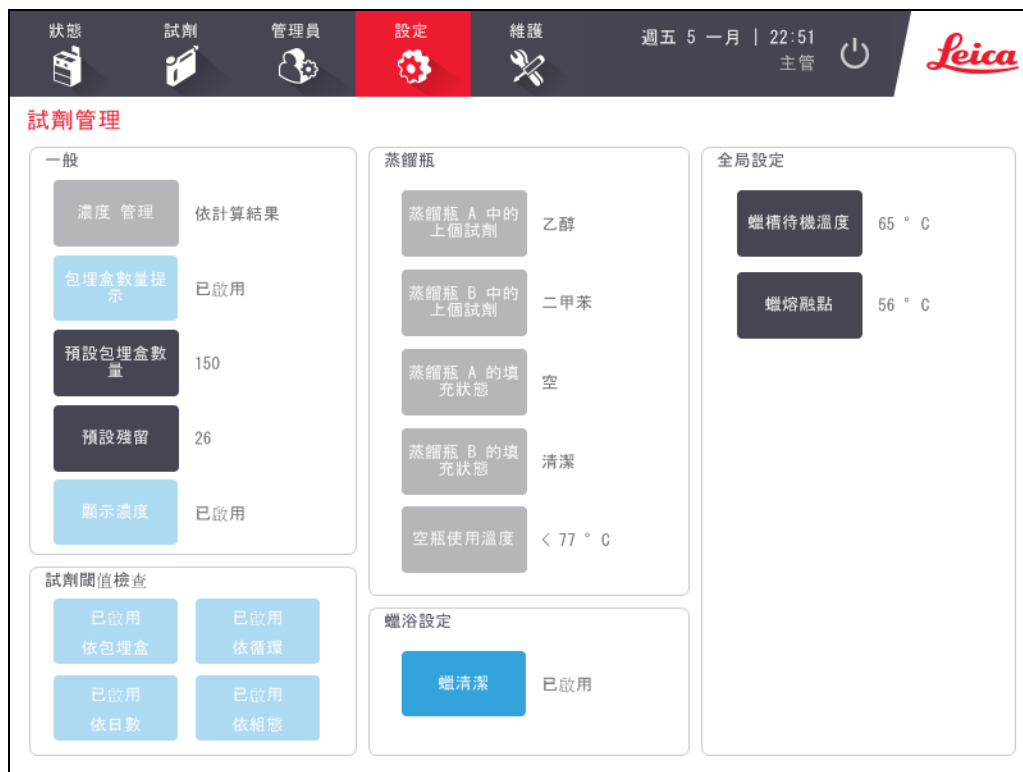 狀態
試劑
管理員
設定
維護
週五 5 一月 | 22:51
主管
Leica
試劑管理
一般
濃度 管理
依計算結果
包埋盒數量提
示
已啟用
預設包埋盒數
量
150
預設殘留
26
顯示濃度
已啟用
試劑閾值檢查
已啟用
依包埋盒
已啟用
依循環
已啟用
依日數
已啟用
依組態
蒸餾瓶
蒸餾瓶 A 中的
上個試劑
乙醇
蒸餾瓶 B 中的
上個試劑
二甲苯
蒸餾瓶 A 的填
充狀態
空
蒸餾瓶 B 的填
充狀態
清潔
空瓶使用溫度
< 77 ° C
蠟浴設定
蠟清潔
已啟用
全局設定
蠟槽待機溫度
65 ° C
蠟熔融點
56 ° C